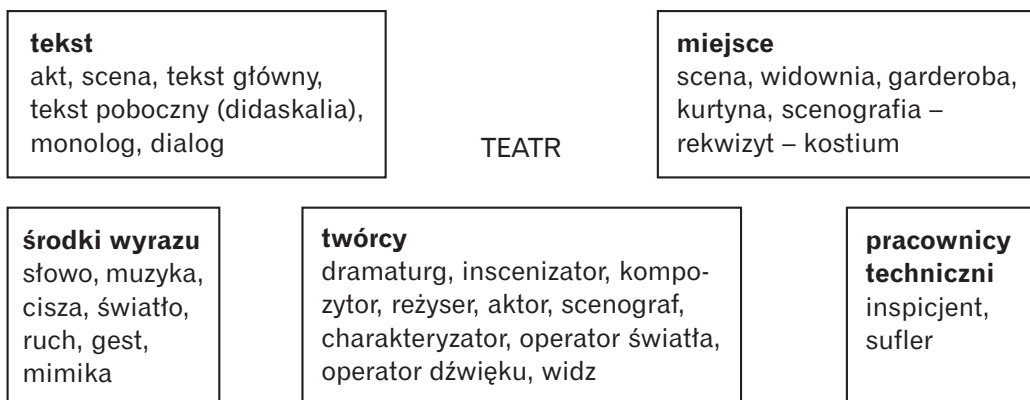 tekst
akt, scena, tekst główny,
tekst poboczny (didaskalia),
monolog, dialog
TEATR
miejsce
scena, widownia, garderoba,
kurtyna, scenografia –
rekwizyt – kostium
środki wyrazu
słowo, muzyka,
cisza, światło,
ruch, gest,
mimika
twórcy
dramaturg, inscenizator, kompo-
zytor, reżyser, aktor, scenograf,
charakteryzator, operator światła,
operator dźwięku, widz
pracownicy
techniczni
inspicjent,
sufler